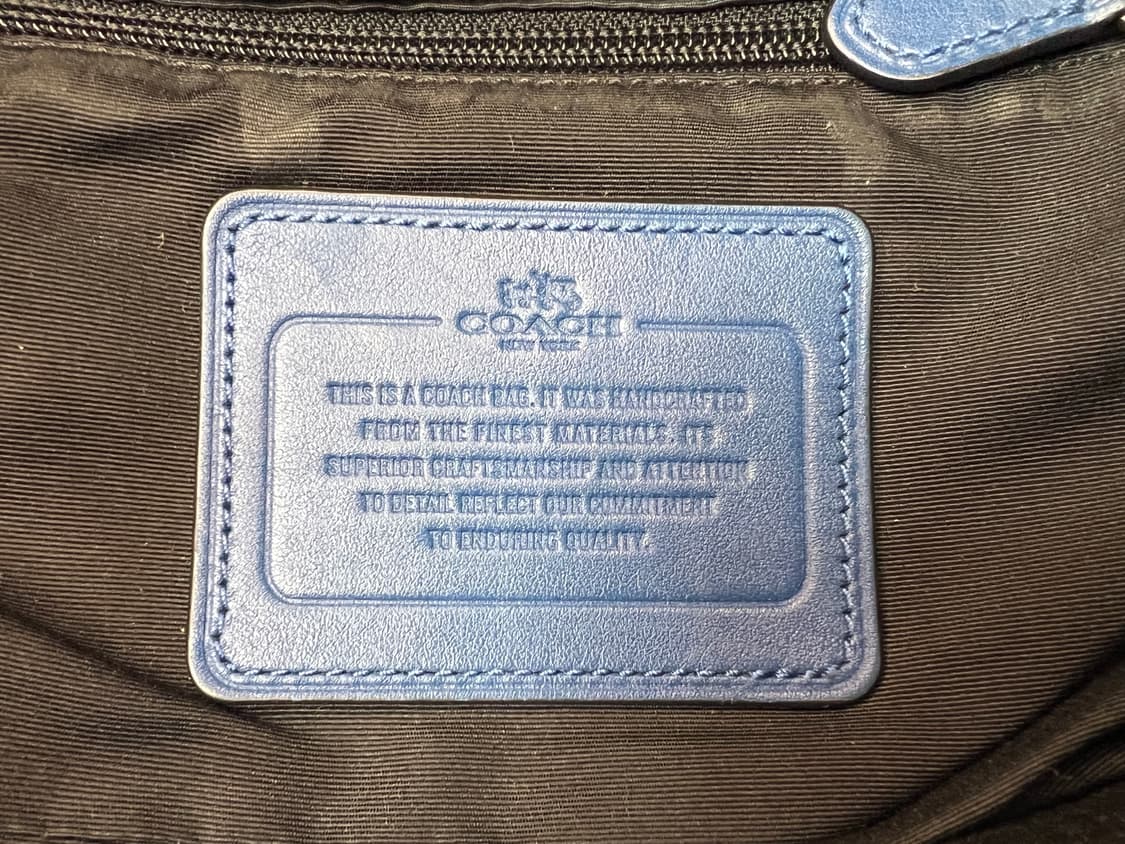 COACH
NEW YORK
THIS IS A COACH BAG. IT WAS HANDCRAFTED
FROM THE FINEST MATERIALS. ITS
SUPERIOR CRAFTSMANSHIP AND ATTENTION
TO DETAIL REFLECT OUR COMMITMENT
TO ENDURING QUALITY.